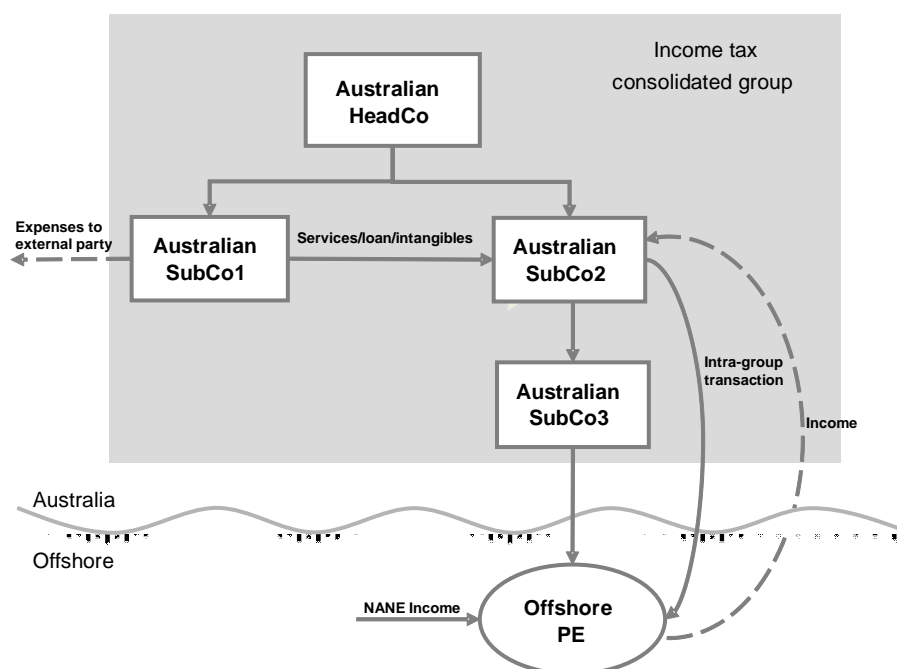 Income tax
consolidated group
Australian
HeadCo
Expenses to
external party
Australian
SubCo1
Services/loan/intangibles
Australian
SubCo2
Intra-group
transaction
Australian
SubCo3
Income
Australia
Offshore
NANE Income
Offshore
PE